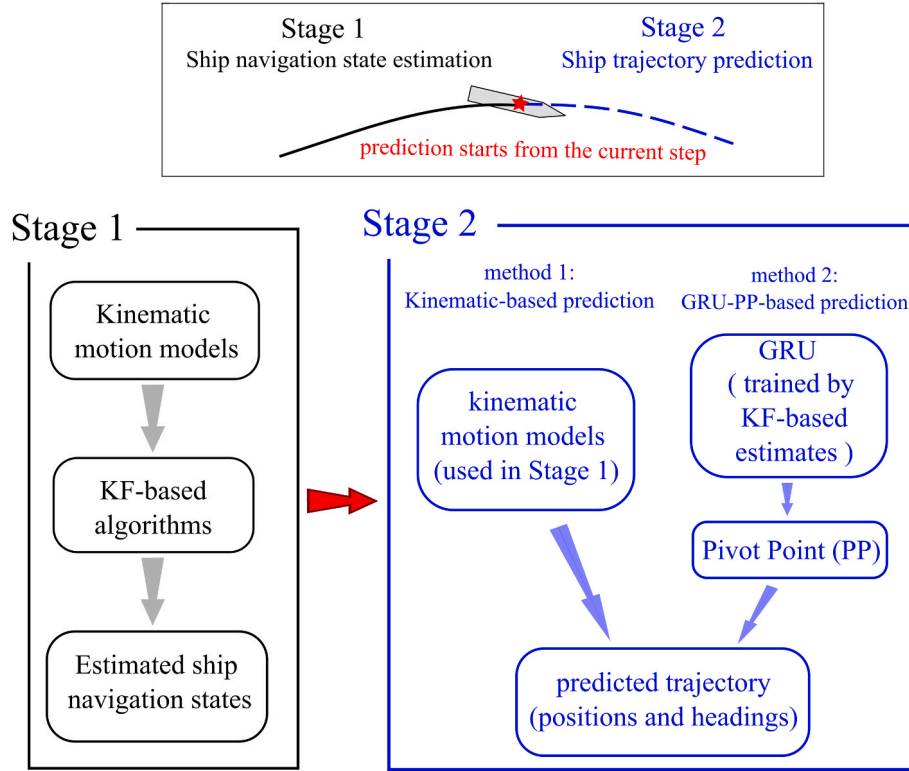 Stage 1
Ship navigation state estimation
Stage 2
Ship trajectory prediction
prediction starts from the current step
Stage 1
Kinematic
motion models
KF-based
algorithms
Estimated ship
navigation states
Stage 2
method 1:
Kinematic-based prediction
kinematic
motion models
(used in Stage 1)
method 2:
GRU-PP-based prediction
GRU
( trained by
KF-based
estimates )
Pivot Point (PP)
predicted trajectory
(positions and headings)